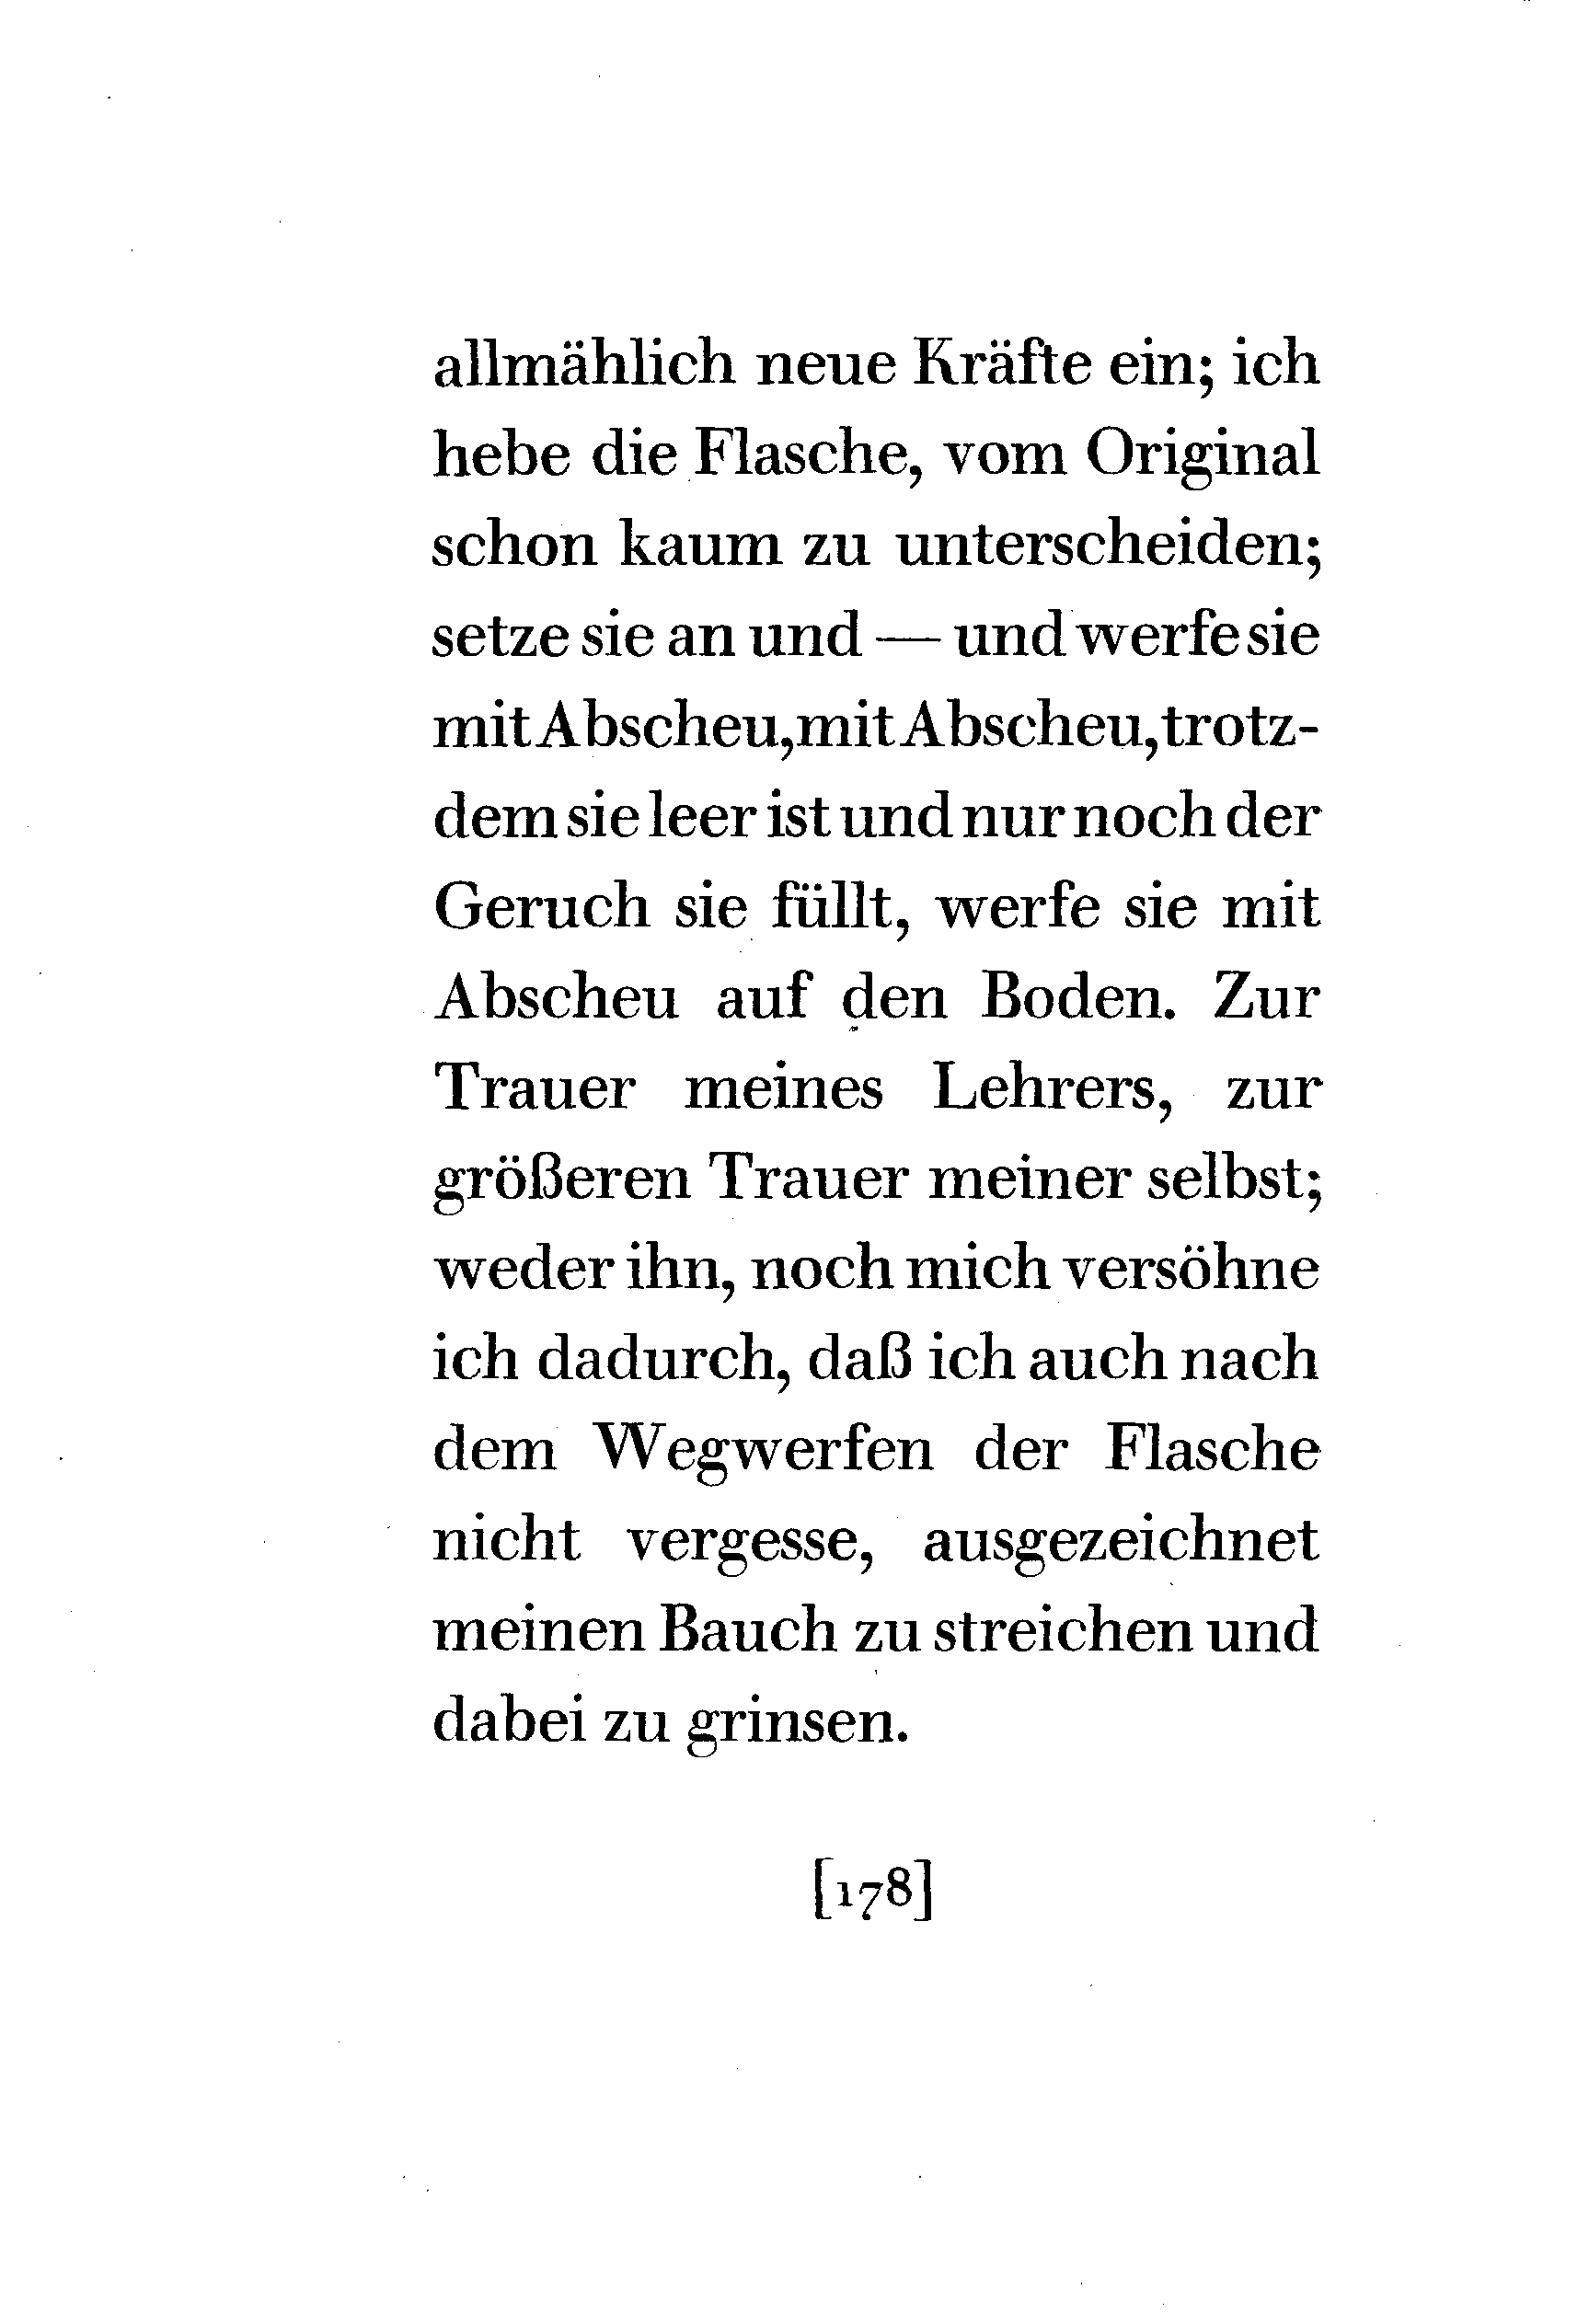 allmählich neue Kräfte ein; ich
hebe die Flasche, vom Original
schon kaum zu unterscheiden;
setze sie an und — und werfe sie
mit Abscheu, mit Abscheu, trotz-
dem sie leer ist und nur noch der
Geruch sie füllt, werfe sie mit
Abscheu auf den Boden. Zur
Trauer meines Lehrers, zur
größeren Trauer meiner selbst;
weder ihn, noch mich versöhne
ich dadurch, daß ich auch nach
dem Wegwerfen der Flasche
nicht vergesse, ausgezeichnet
meinen Bauch zu streichen und
dabei zu grinsen.
[178]